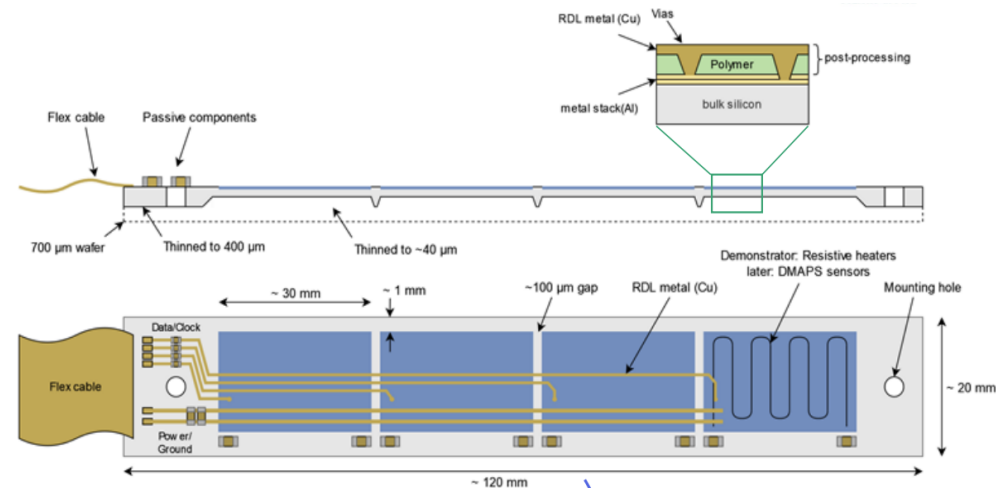 RDL metal (Cu)
Vias
Polymer
post-processing
metal stack(Al)
bulk silicon
Flex cable
Passive components
700 µm wafer
Thinned to 400 µm
Thinned to ~40 µm
Demonstrator: Resistive heaters
later: DMAPS sensors
~ 30 mm
~ 1 mm
~100 µm gap
RDL metal (Cu)
Mounting hole
Data/Clock
Flex cable
~ 20 mm
Power/
Ground
~ 120 mm